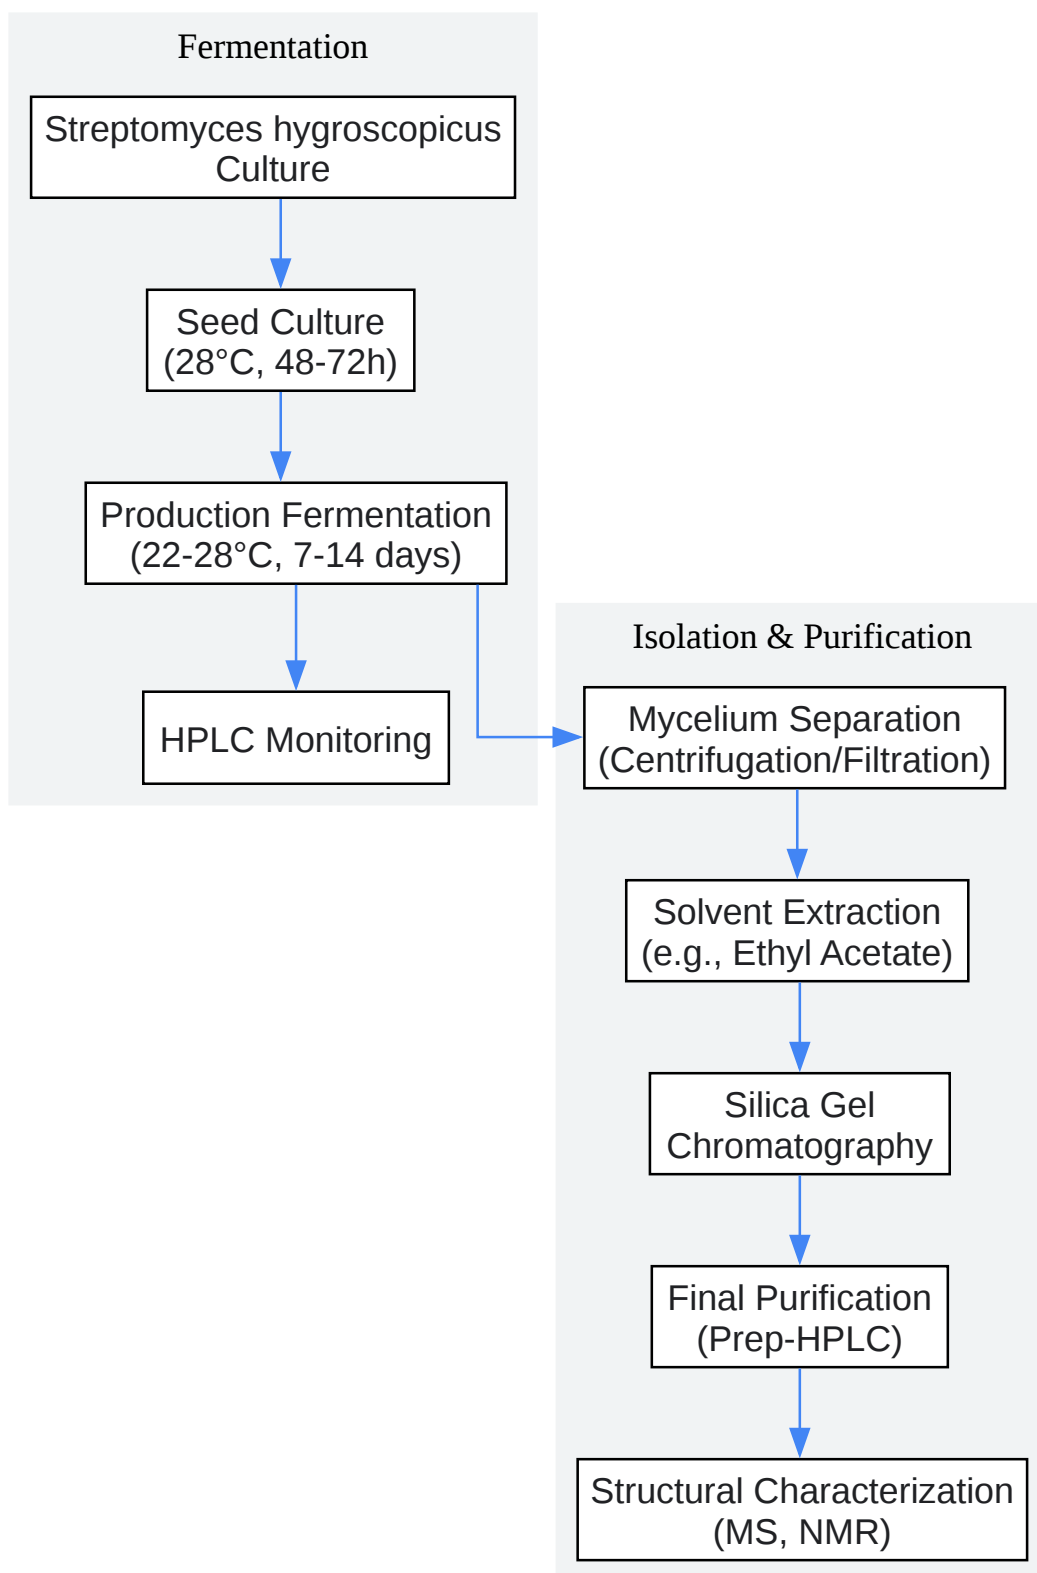 Fermentation
Streptomyces hygroscopicus
Culture
Seed Culture
(28°C, 48-72h)
Production Fermentation
(22-28°C, 7-14 days)
HPLC Monitoring
Isolation & Purification
Mycelium Separation
(Centrifugation/Filtration)
Solvent Extraction
(e.g., Ethyl Acetate)
Silica Gel
Chromatography
Final Purification
(Prep-HPLC)
Structural Characterization
(MS, NMR)